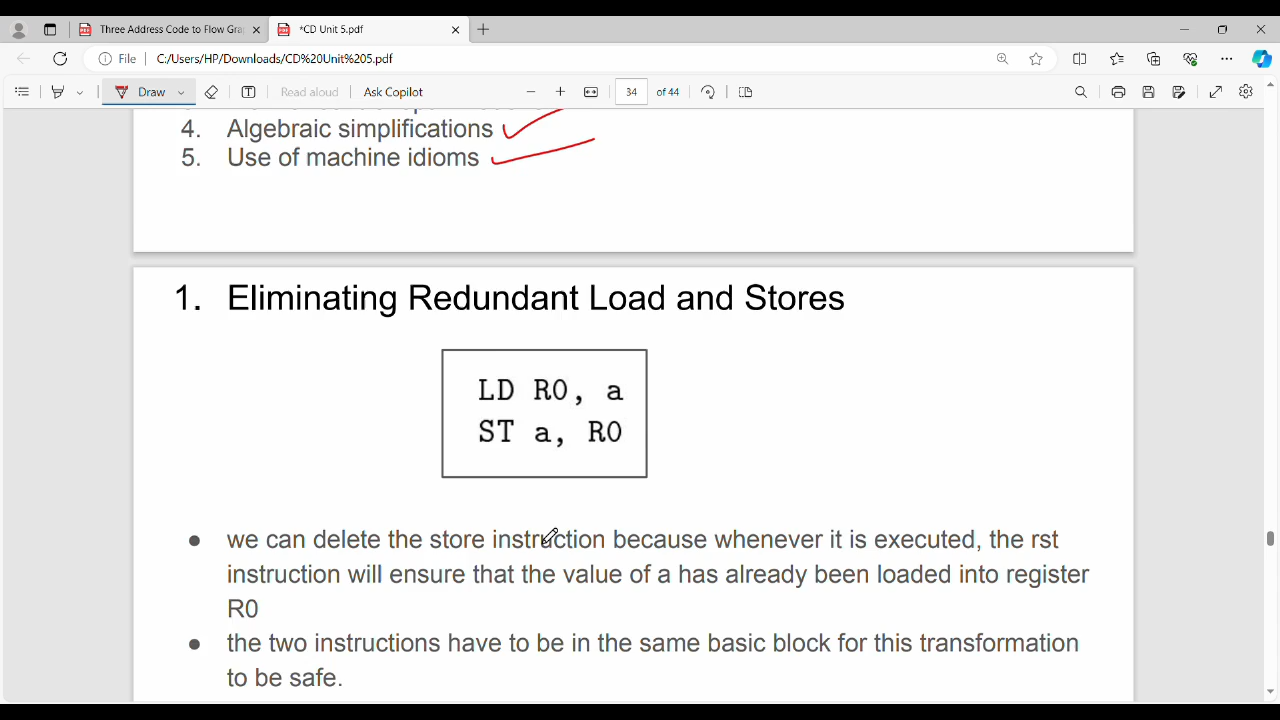 Three Address Code to Flow Gra
*CD Unit 5.pdf
File
C:/Users/HP/Downloads/CD%20Unit%205.pdf
Draw
Read aloud
Ask Copilot
34
of 44
4. Algebraic simplifications
5. Use of machine idioms
1. Eliminating Redundant Load and Stores
LD R0, a
ST a, R0
● we can delete the store instruction because whenever it is executed, the rst
instruction will ensure that the value of a has already been loaded into register
R0
● the two instructions have to be in the same basic block for this transformation
to be safe.